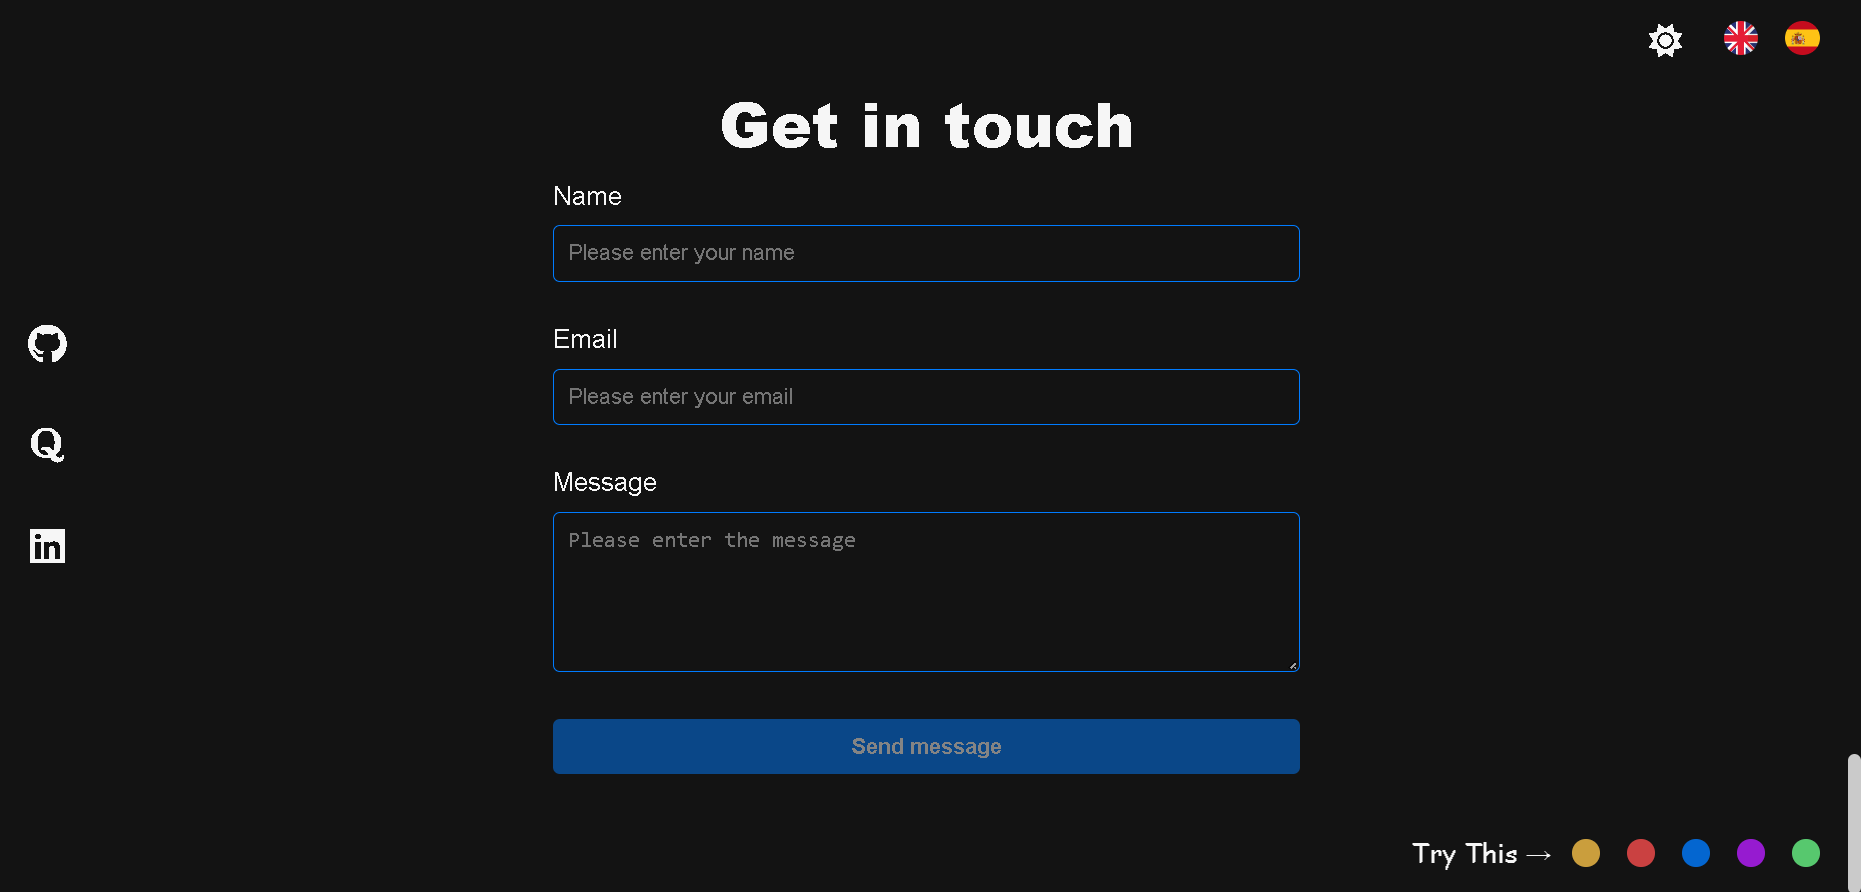 Get in touch
Name
Please enter your name
Email
Please enter your email
Message
Please enter the message
Send message
Try This →